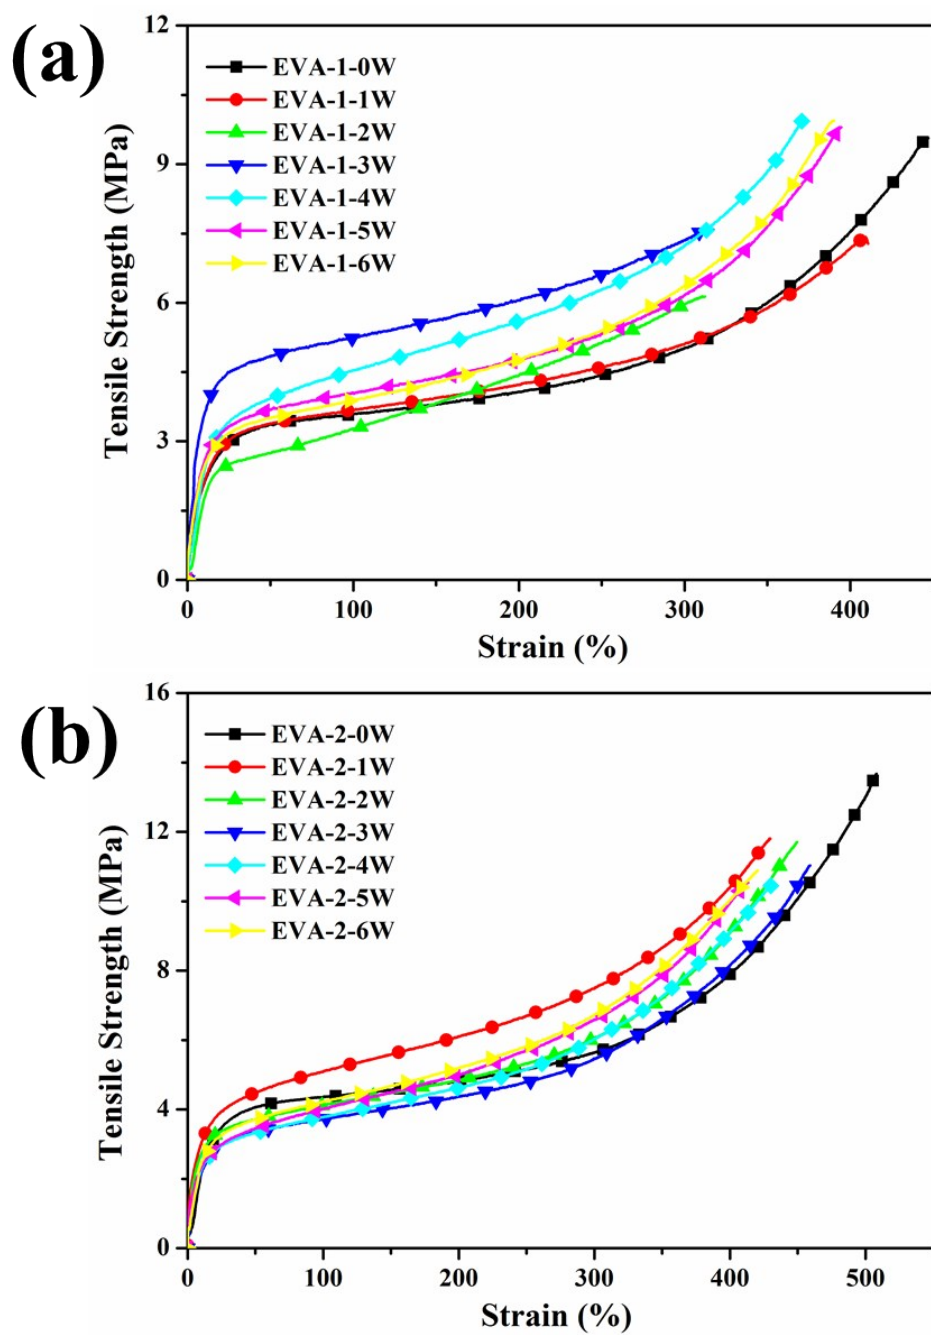 (a)
12
9
6
3
0
Tensile Strength (MPa)
EVA-1-0W
EVA-1-1W
EVA-1-2W
EVA-1-3W
EVA-1-4W
EVA-1-5W
EVA-1-6W
0 100 200 300 400
Strain (%)
(b)
16
12
8
4
0
Tensile Strength (MPa)
EVA-2-0W
EVA-2-1W
EVA-2-2W
EVA-2-3W
EVA-2-4W
EVA-2-5W
EVA-2-6W
0 100 200 300 400 500
Strain (%)